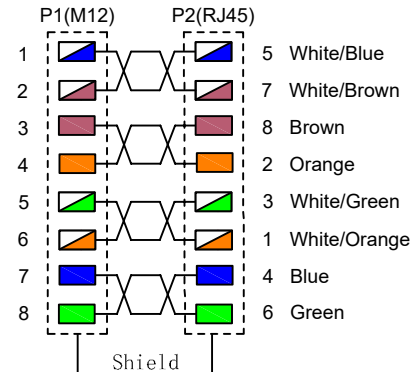 P1(M12) P2(RJ45)
1 5 White/Blue
2 7 White/Brown
3 8 Brown
4 2 Orange
5 3 White/Green
6 1 White/Orange
7 4 Blue
8 6 Green
Shield